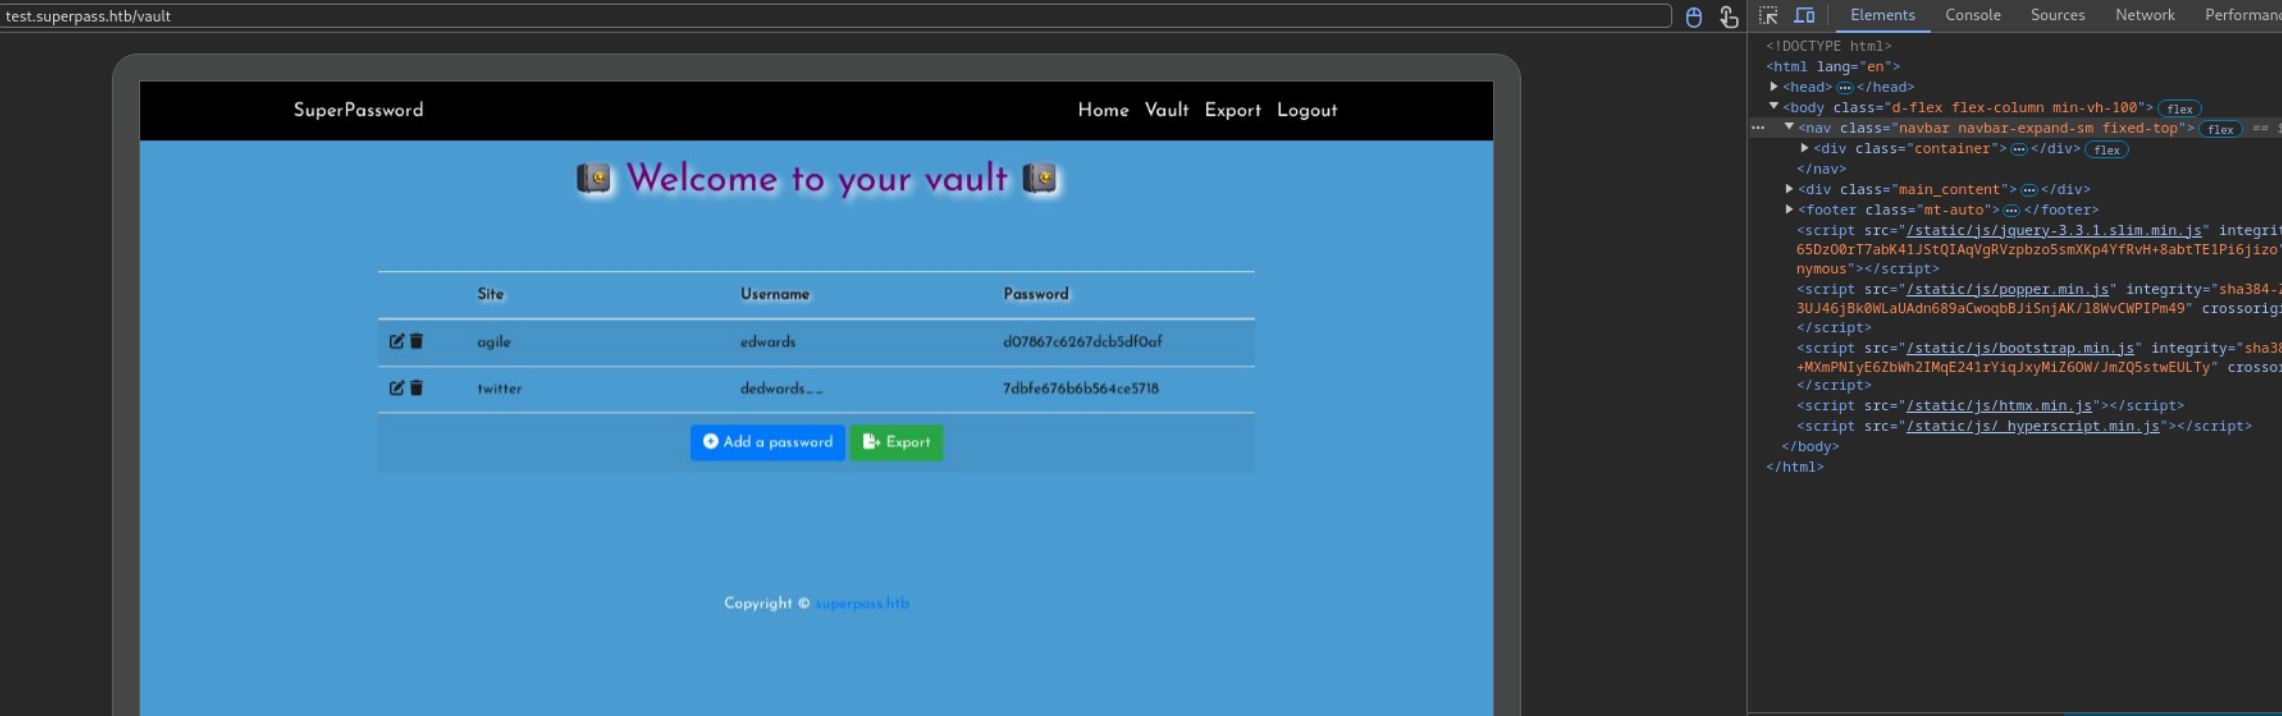 test.superpass.htb/vault
Elements Console Sources Network Performanc
SuperPassword
Home Vault Export Logout
Welcome to your vault
Site Username Password
agile edwards d07867c6267dcb5df0af
twitter dedwards__ 7dbfe676b6b564ce5718
Add a password Export
Copyright © superpass.htb
<!DOCTYPE html>
<html lang="en">
<head> ••• </head>
<body class="d-flex flex-column min-vh-100"> flex
••• <nav class="navbar navbar-expand-sm fixed-top"> flex == $
<div class="container"> ••• </div> flex
</nav>
<div class="main_content"> ••• </div>
<footer class="mt-auto"> ••• </footer>
<script src="/static/js/jquery-3.3.1.slim.min.js" integrit
65DzO0rT7abK41JStQIAqVgRVzpbzo5smXKp4YfRvH+8abtTE1Pi6jizo"
nymous"></script>
<script src="/static/js/popper.min.js" integrity="sha384-Z
3UJ46jBk0WLaUAdn689aCwoqbBJiSnjAK/l8WvCWPIPm49" crossorigi
</script>
<script src="/static/js/bootstrap.min.js" integrity="sha38
+MXmPNIyE6ZbWh2IMqE241rYiqJxyMiZ6OW/JmZQ5stwEULTy" crossor
</script>
<script src="/static/js/htmx.min.js"></script>
<script src="/static/js/_hyperscript.min.js"></script>
</body>
</html>